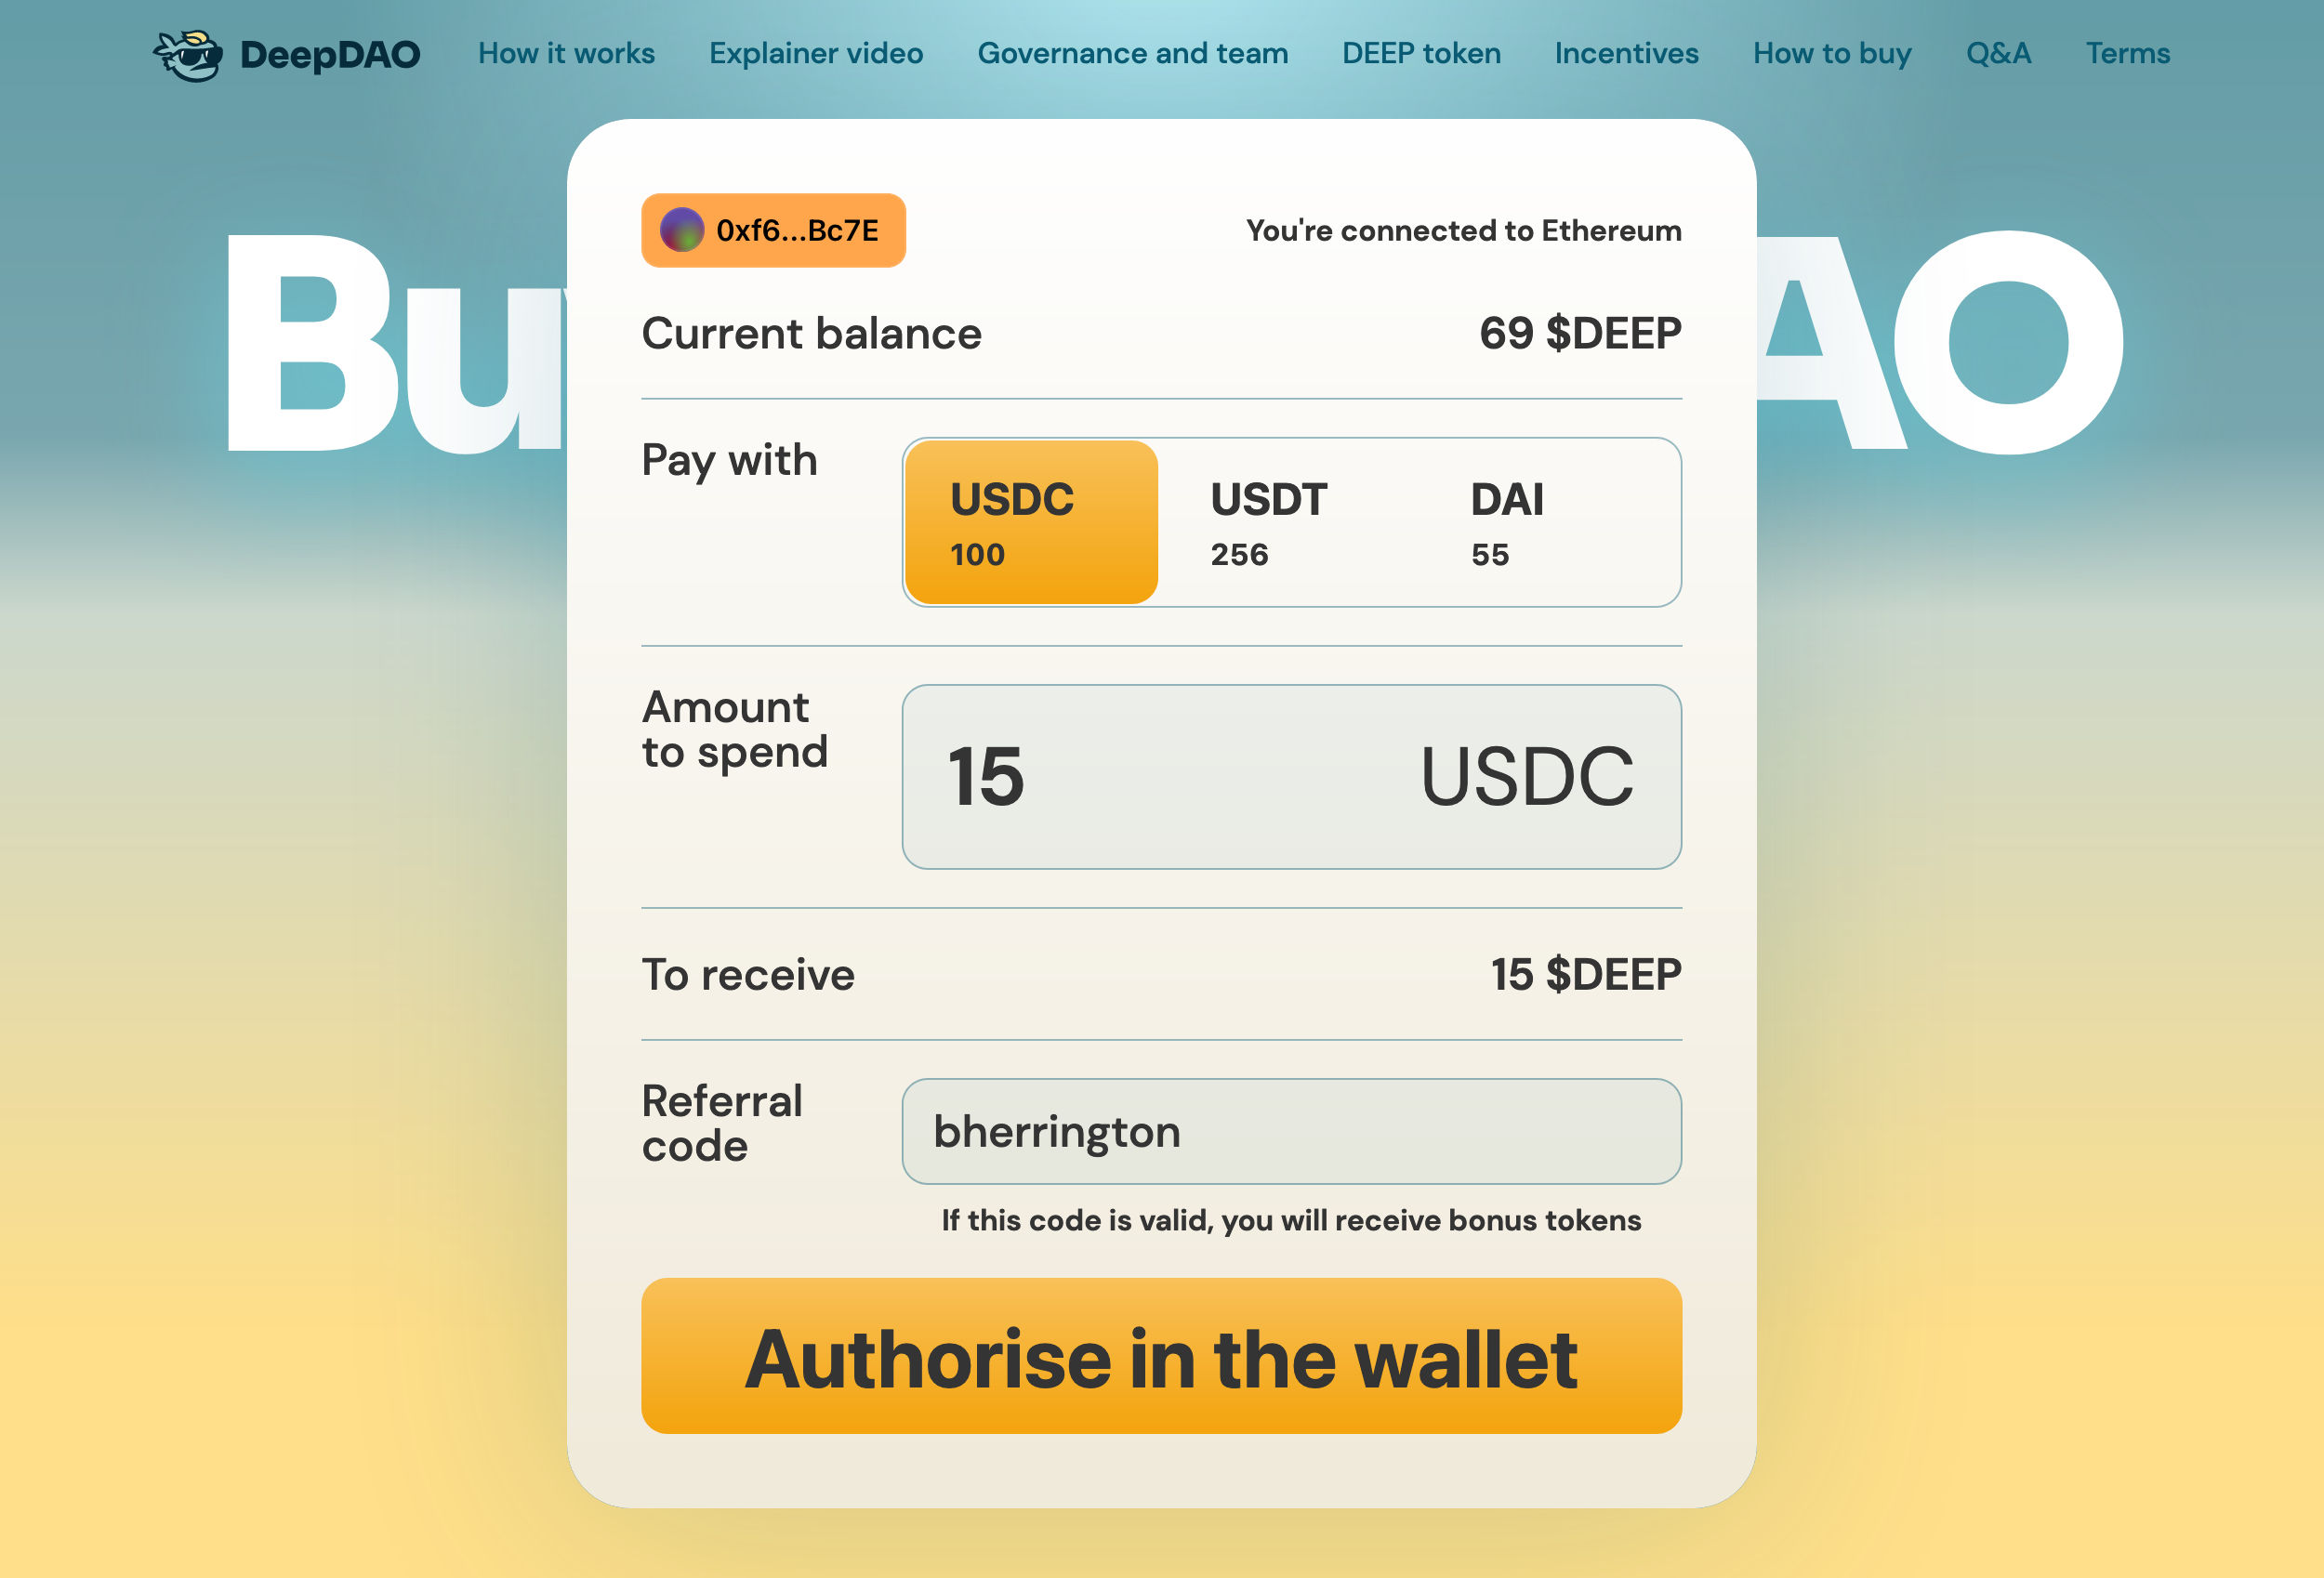 DeepDAO How it works Explainer video Governance and team DEEP token Incentives How to buy Q&A Terms
0xf6...Bc7E You're connected to Ethereum
Current balance 69 $DEEP
Pay with
USDC USDT DAI
100 256 55
Amount
to spend
15 USDC
To receive 15 $DEEP
Referral
code
bherrington
If this code is valid, you will receive bonus tokens
Authorise in the wallet